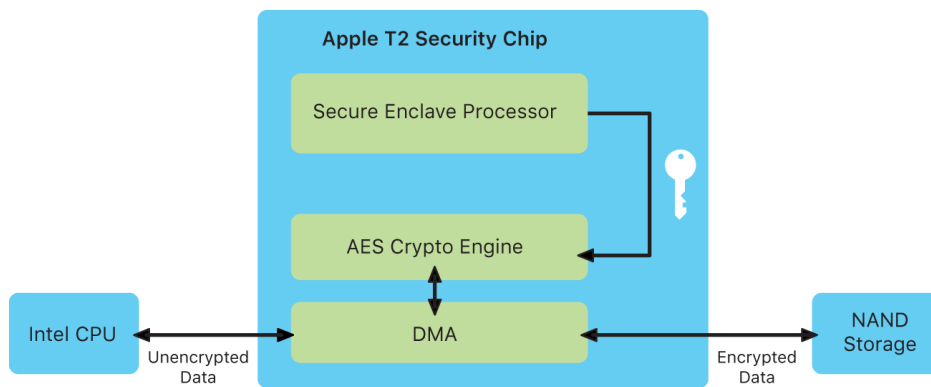 Apple T2 Security Chip
Secure Enclave Processor
AES Crypto Engine
Intel CPU
Unencrypted
Data
DMA
Encrypted
Data
NAND
Storage